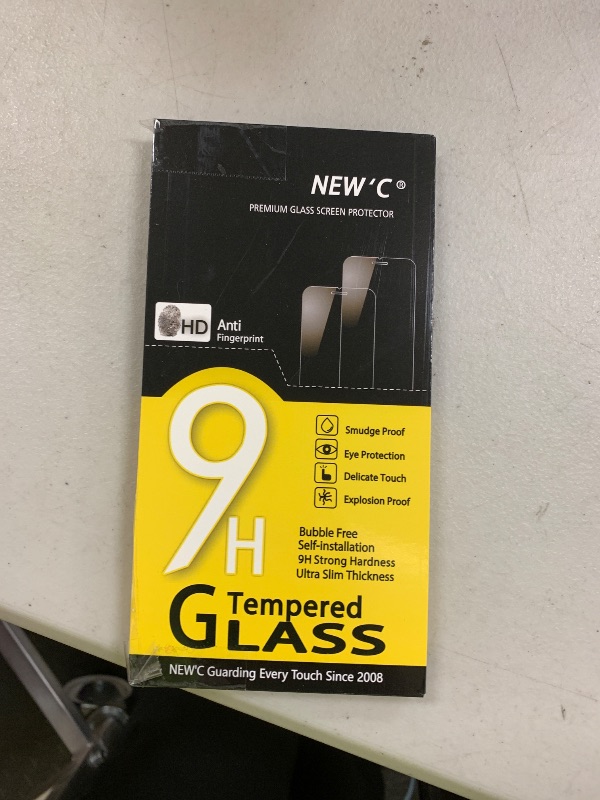 NEW'C®
PREMIUM GLASS SCREEN PROTECTOR
HD
Anti
Fingerprint
9H
Smudge Proof
Eye Protection
Delicate Touch
Explosion Proof
Bubble Free
Self-installation
9H Strong Hardness
Ultra Slim Thickness
Tempered
GLASS
NEW'C Guarding Every Touch Since 2008